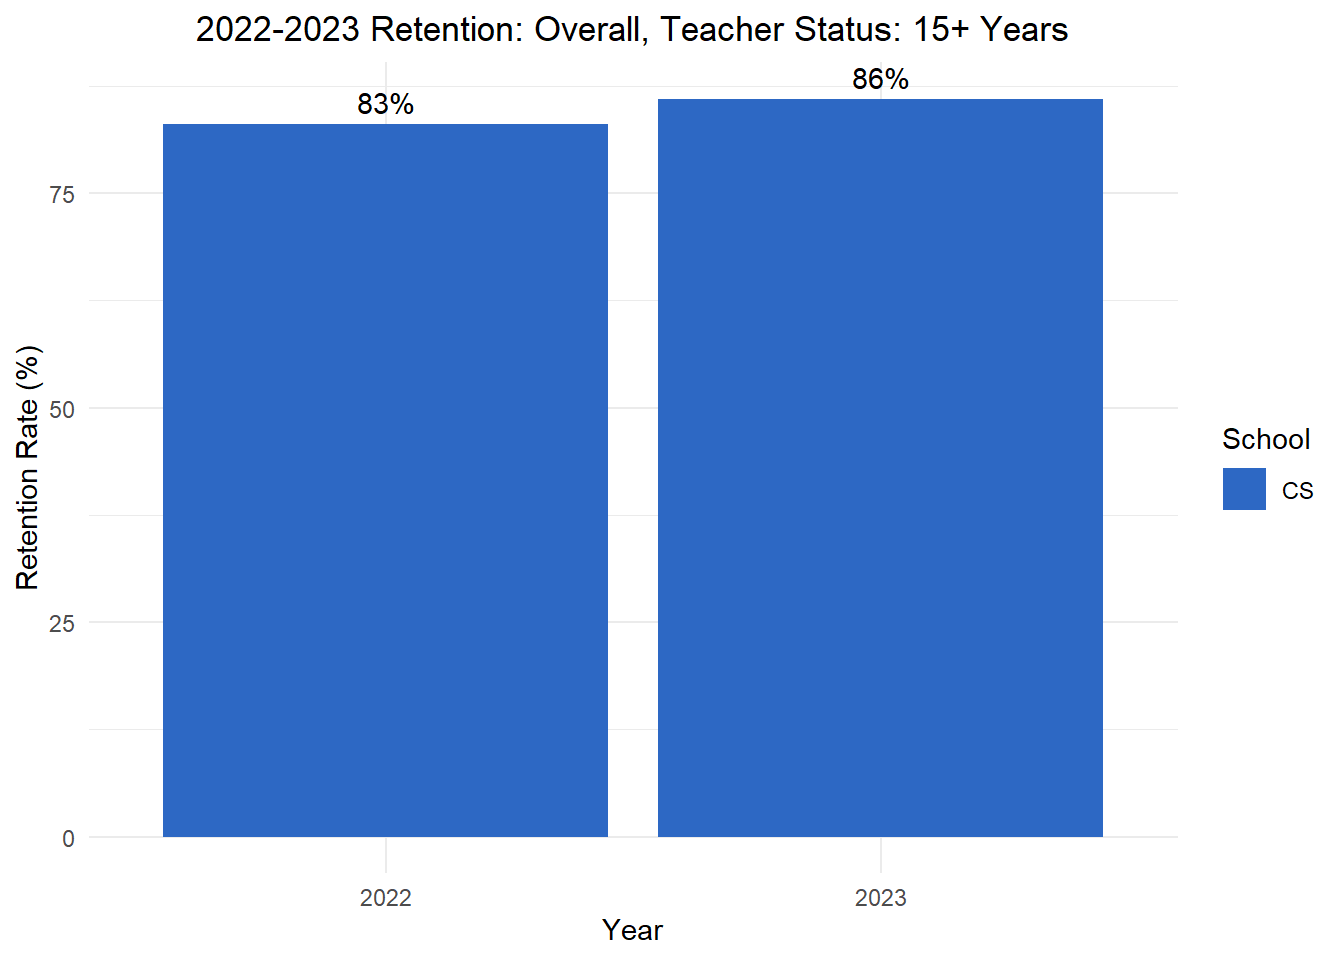 2022-2023 Retention: Overall, Teacher Status: 15+ Years
86%
83%
75
50
25
0
Retention Rate (%)
2022
2023
Year
School
CS